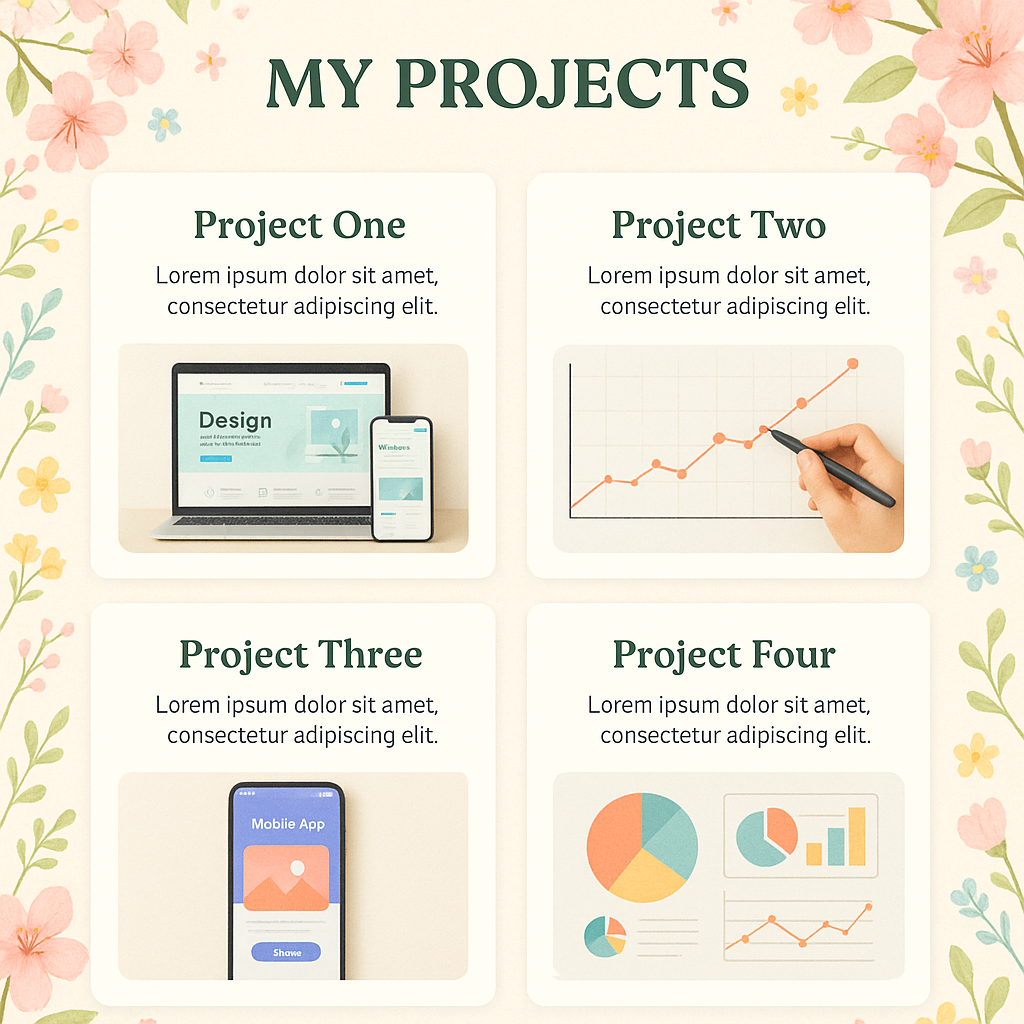 MY PROJECTS
Project One
Lorem ipsum dolor sit amet,
consectetur adipiscing elit.
Design
Project Two
Lorem ipsum dolor sit amet,
consectetur adipiscing elit.
Project Three
Lorem ipsum dolor sit amet,
consectetur adipiscing elit.
Mobiie App
Showe
Project Four
Lorem ipsum dolor sit amet,
consectetur adipiscing elit.